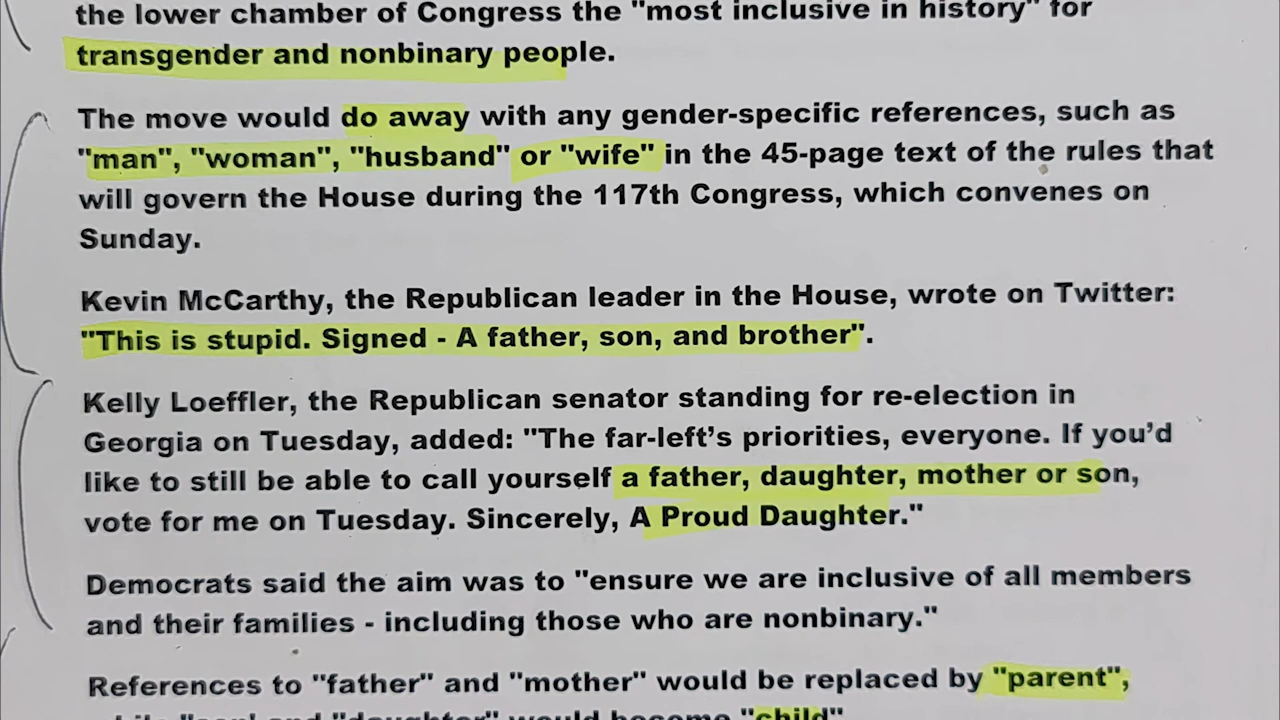 the lower chamber of Congress the "most inclusive in history" for
transgender and nonbinary people.
The move would do away with any gender-specific references, such as
"man", "woman", "husband" or "wife" in the 45-page text of the rules that
will govern the House during the 117th Congress, which convenes on
Sunday.
Kevin McCarthy, the Republican leader in the House, wrote on Twitter:
"This is stupid. Signed - A father, son, and brother".
Kelly Loeffler, the Republican senator standing for re-election in
Georgia on Tuesday, added: "The far-left’s priorities, everyone. If you’d
like to still be able to call yourself a father, daughter, mother or son,
vote for me on Tuesday. Sincerely, A Proud Daughter."
Democrats said the aim was to "ensure we are inclusive of all members
and their families - including those who are nonbinary."
References to "father" and "mother" would be replaced by "parent",
while "son' and "daughter" would become "child"